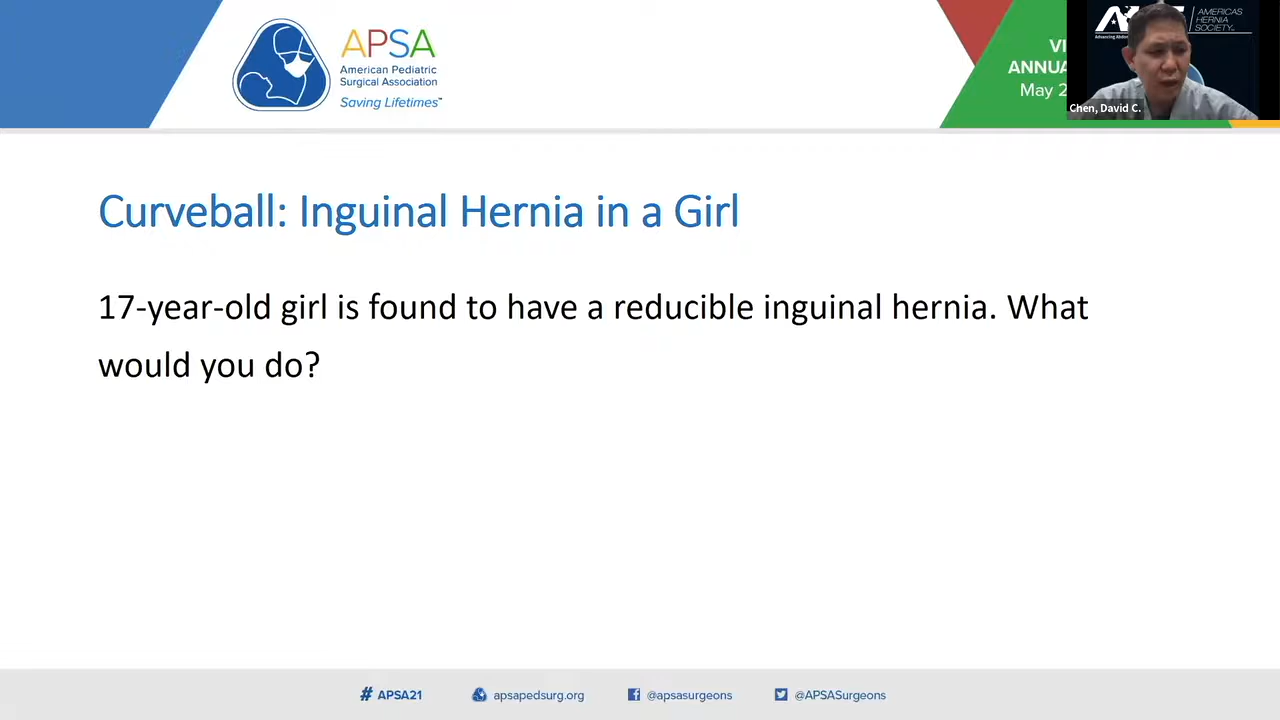 APSA
American Pediatric
Surgical Association
Saving Lifetimes™
ANNUA
May 2
AMERICAS
HERNIA
SOCIETY
Chen, David C.
Curveball: Inguinal Hernia in a Girl
17-year-old girl is found to have a reducible inguinal hernia. What
would you do?
# APSA21
apsapedsurg.org
@apsasurgeons
@APSASurgeons